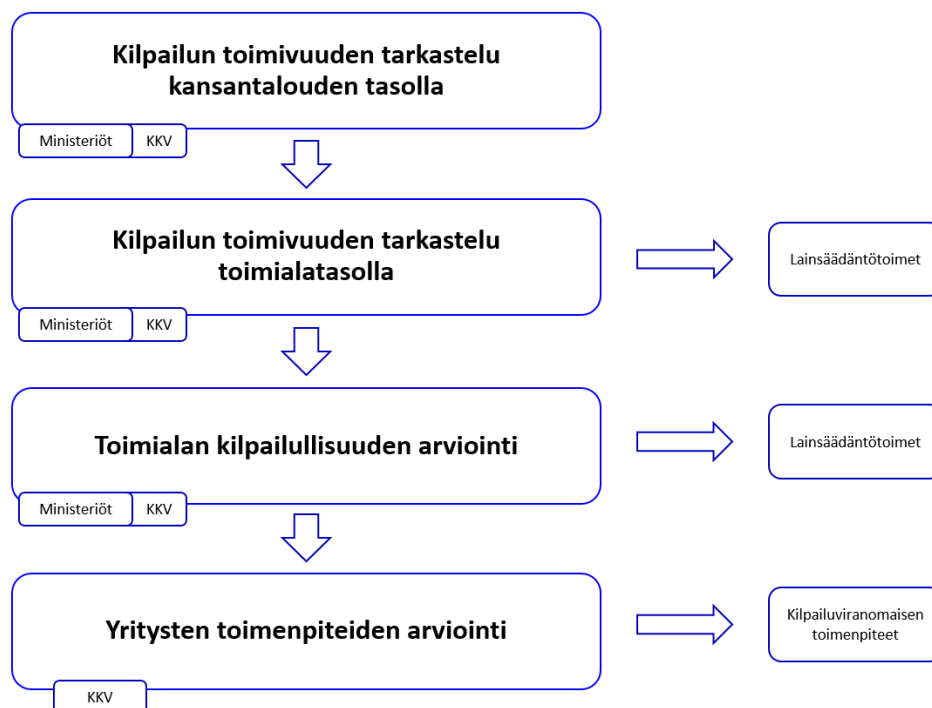 Kilpailun toimivuuden tarkastelu
kansantalouden tasolla
Ministeriöt KKV
Kilpailun toimivuuden tarkastelu
toimialatasolla
Lainsäädäntötoimet
Ministeriöt KKV
Toimialan kilpailullisuuden arviointi
Lainsäädäntötoimet
Ministeriöt KKV
Yritysten toimenpiteiden arviointi
Kilpailuviranomaisen
toimenpiteet
KKV